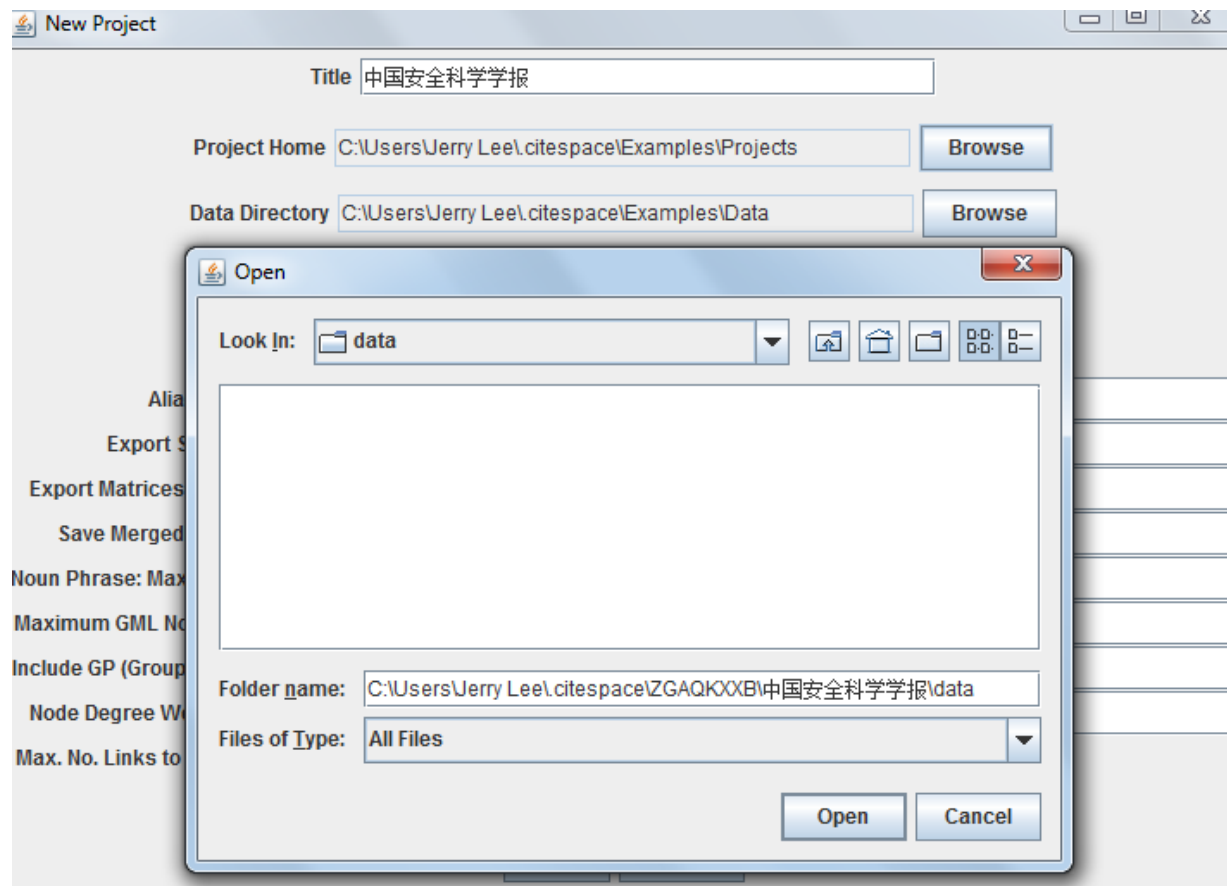 New Project
Title 中国安全科学学报
Project Home C:\Users\Jerry Lee\.citespace\Examples\Projects Browse
Data Directory C:\Users\Jerry Lee\.citespace\Examples\Data Browse
Open
Look In: data
Alia
Export S
Export Matrices
Save Merged
Noun Phrase: Max
Maximum GML No
Include GP (Group
Node Degree We
Max. No. Links to
Folder name: C:\Users\Jerry Lee\.citespace\ZGAQKXXB\中国安全科学学报\data
Files of Type: All Files
Open Cancel